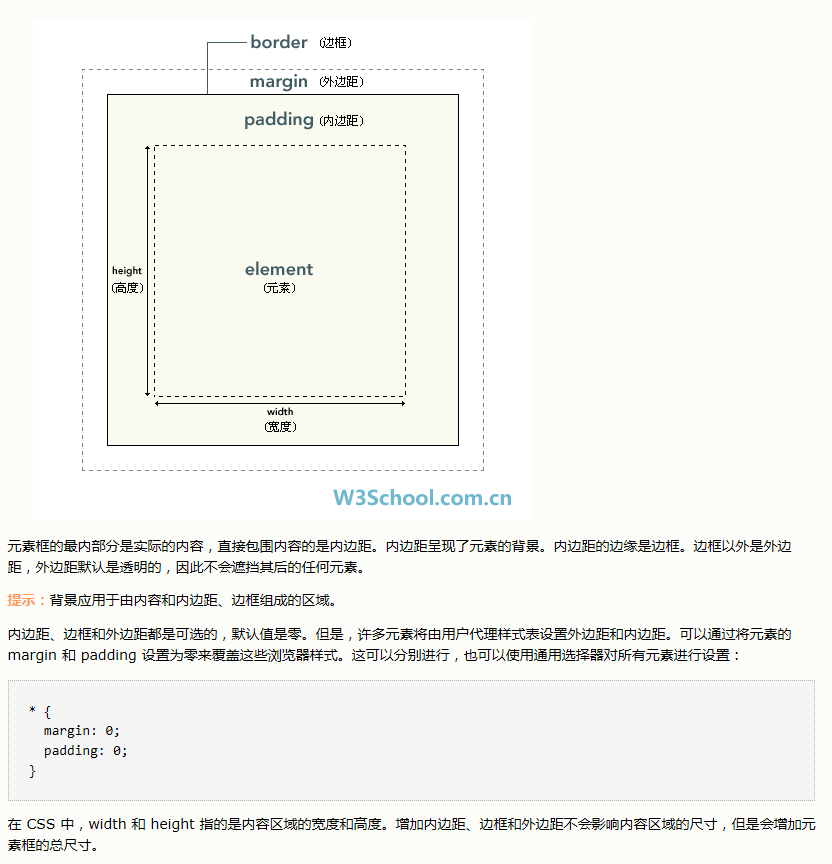 border (边框)
margin (外边距)
padding (内边距)
height
(高度)
element
(元素)
width
(宽度)
W3School.com.cn
元素框的最内部分是实际的内容，直接包围内容的是内边距。内边距呈现了元素的背景。内边距的边缘是边框。边框以外是外边
距，外边距默认是透明的，因此不会遮挡其后的任何元素。
提示：背景应用于由内容和内边距、边框组成的区域。
内边距、边框和外边距都是可选的，默认值是零。但是，许多元素将由用户代理样式表设置外边距和内边距。可以通过将元素的
margin 和 padding 设置为零来覆盖这些浏览器样式。这可以分别进行，也可以使用通用选择器对所有元素进行设置：
* {
  margin: 0;
  padding: 0;
}
在 CSS 中，width 和 height 指的是内容区域的宽度和高度。增加内边距、边框和外边距不会影响内容区域的尺寸，但是会增加元
素框的总尺寸。